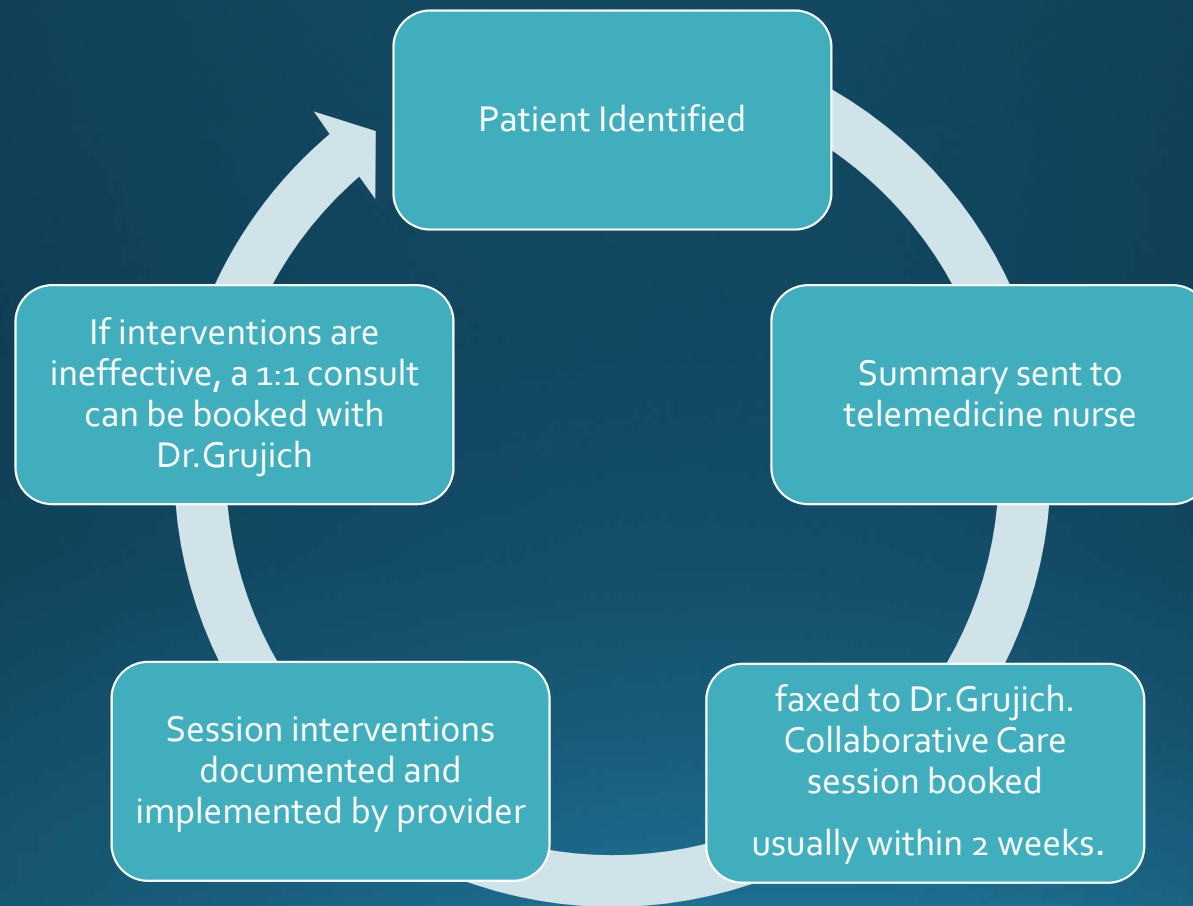 Patient Identified
Summary sent to
telemedicine nurse
faxed to Dr.Grujich.
Collaborative Care
session booked
usually within 2 weeks.
Session interventions
documented and
implemented by provider
If interventions are
ineffective, a 1:1 consult
can be booked with
Dr.Grujich